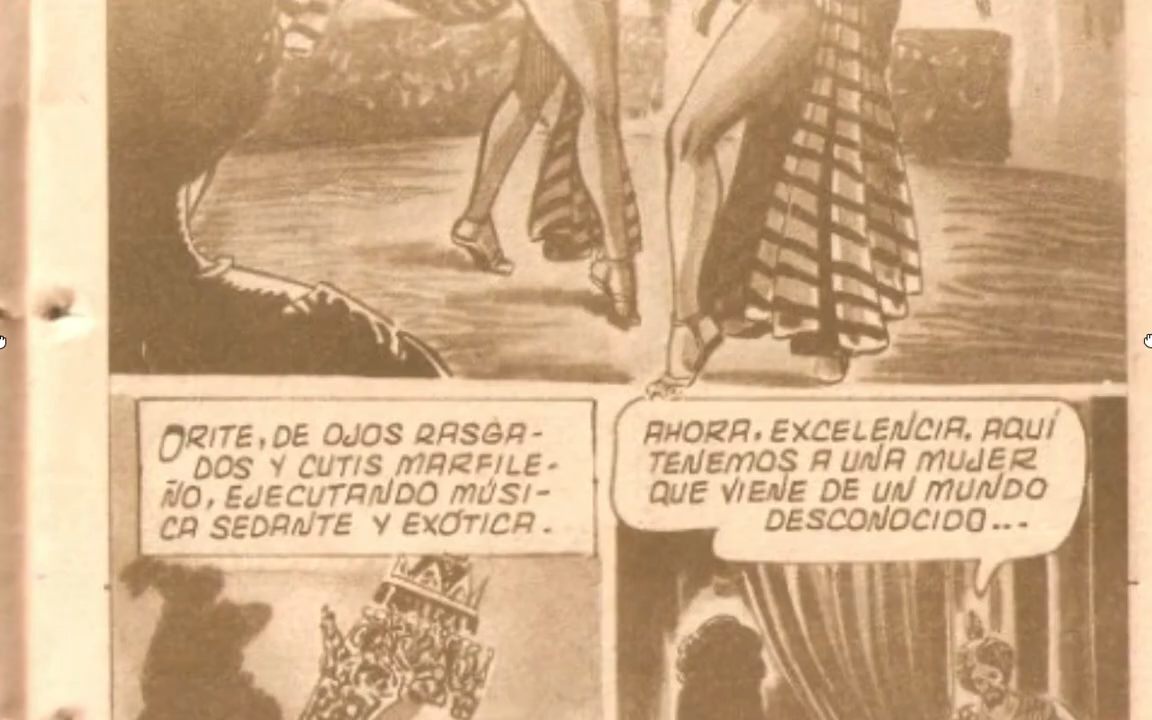 ORITE, DE OJOS RASGA-
DOS Y CUTIS MARFILE-
ÑO, EJECUTANDO MÚSI-
CA SEDANTE Y EXÓTICA.
AHORA, EXCELENCIA, AQUÍ
TENEMOS A UNA MUJER
QUE VIENE DE UN MUNDO
DESCONOCIDO...